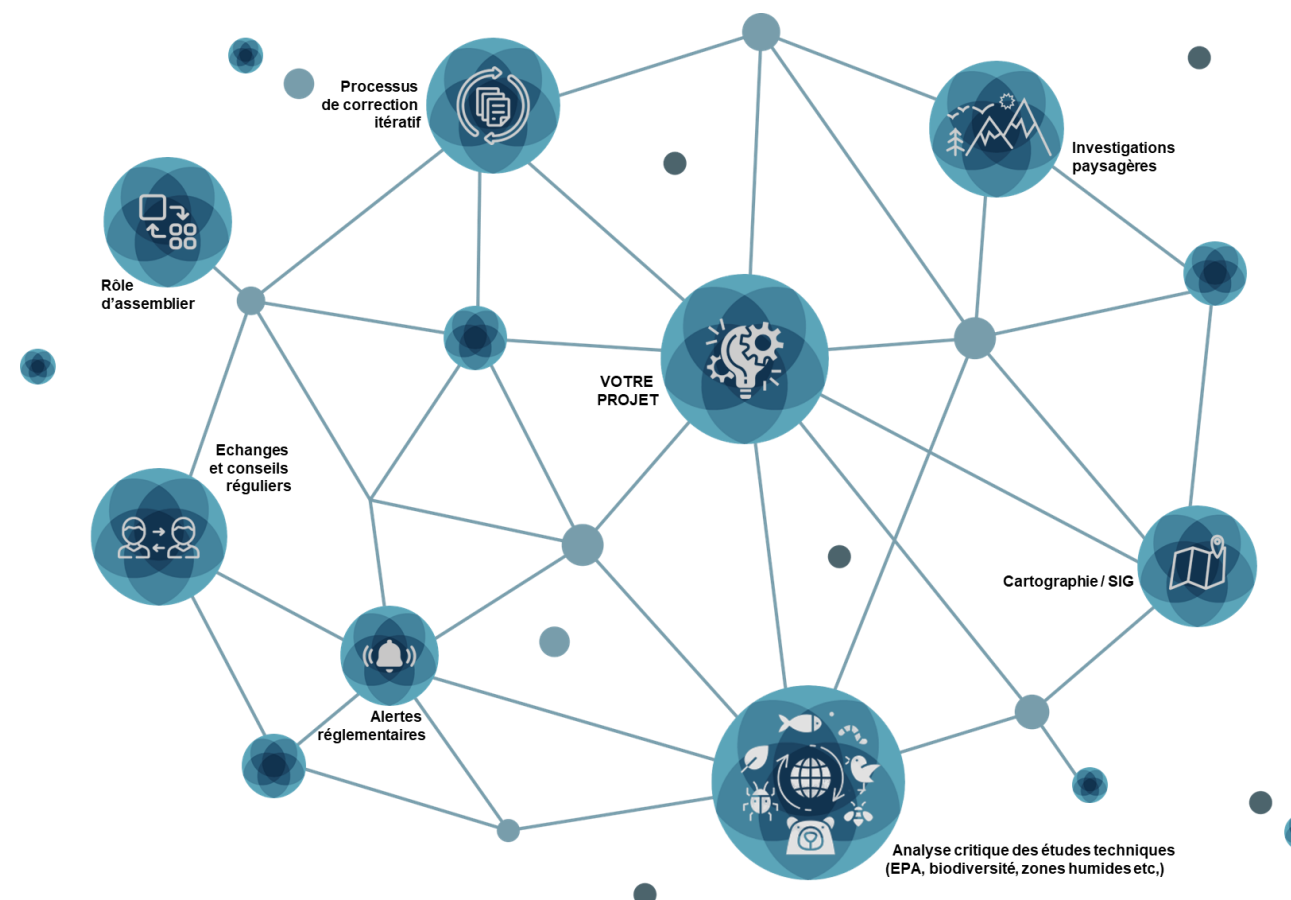 Processus
de correction
itératif
Investigations
paysagères
Rôle
d'assemblier
VOTRE
PROJET
Echanges
et conseils
réguliers
Cartographie / SIG
Alertes
réglementaires
Analyse critique des études techniques
(EPA, biodiversité, zones humides etc,)